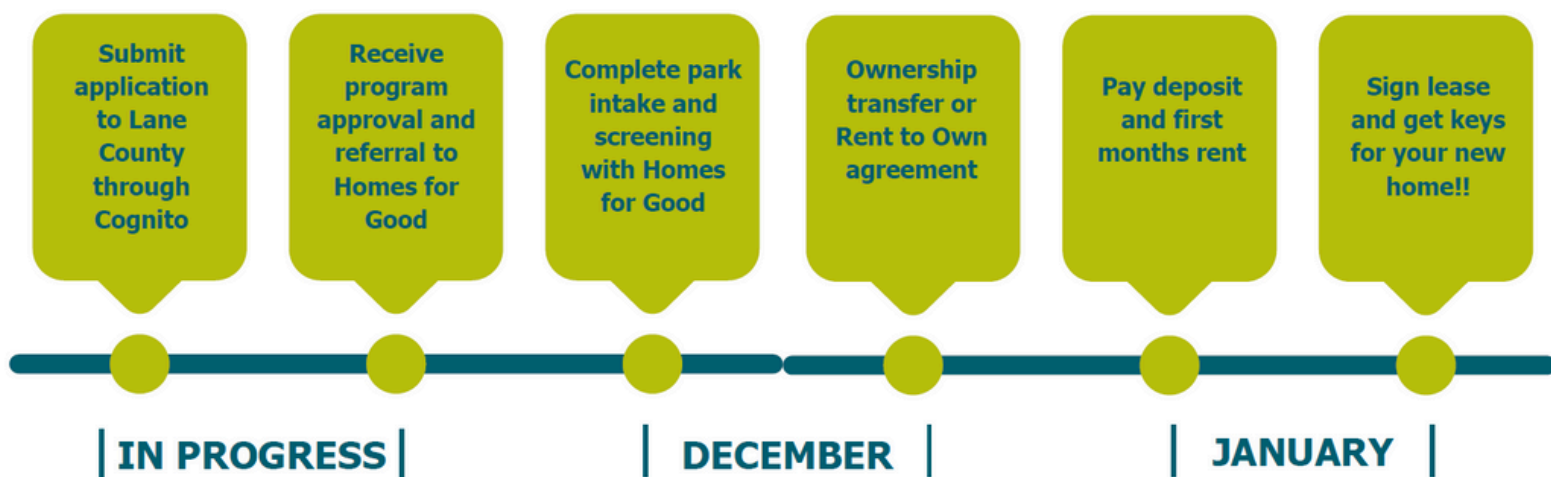 Submit
application
to Lane
County
through
Cognito
Receive
program
approval and
referral to
Homes for
Good
Complete park
intake and
screening
with Homes
for Good
Ownership
transfer or
Rent to Own
agreement
Pay deposit
and first
months rent
Sign lease
and get keys
for your new
home!!
IN PROGRESS
DECEMBER
JANUARY